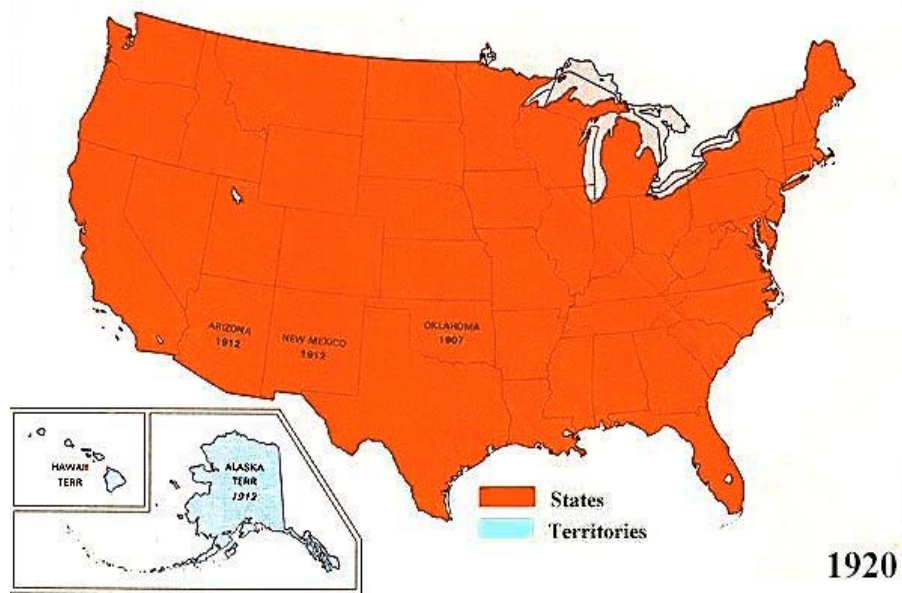 ARIZONA
1912
NEW MEXICO
1912
OKLAHOMA
1907
HAWAII
TERR
ALASKA
TERR
1912
States
Territories
1920